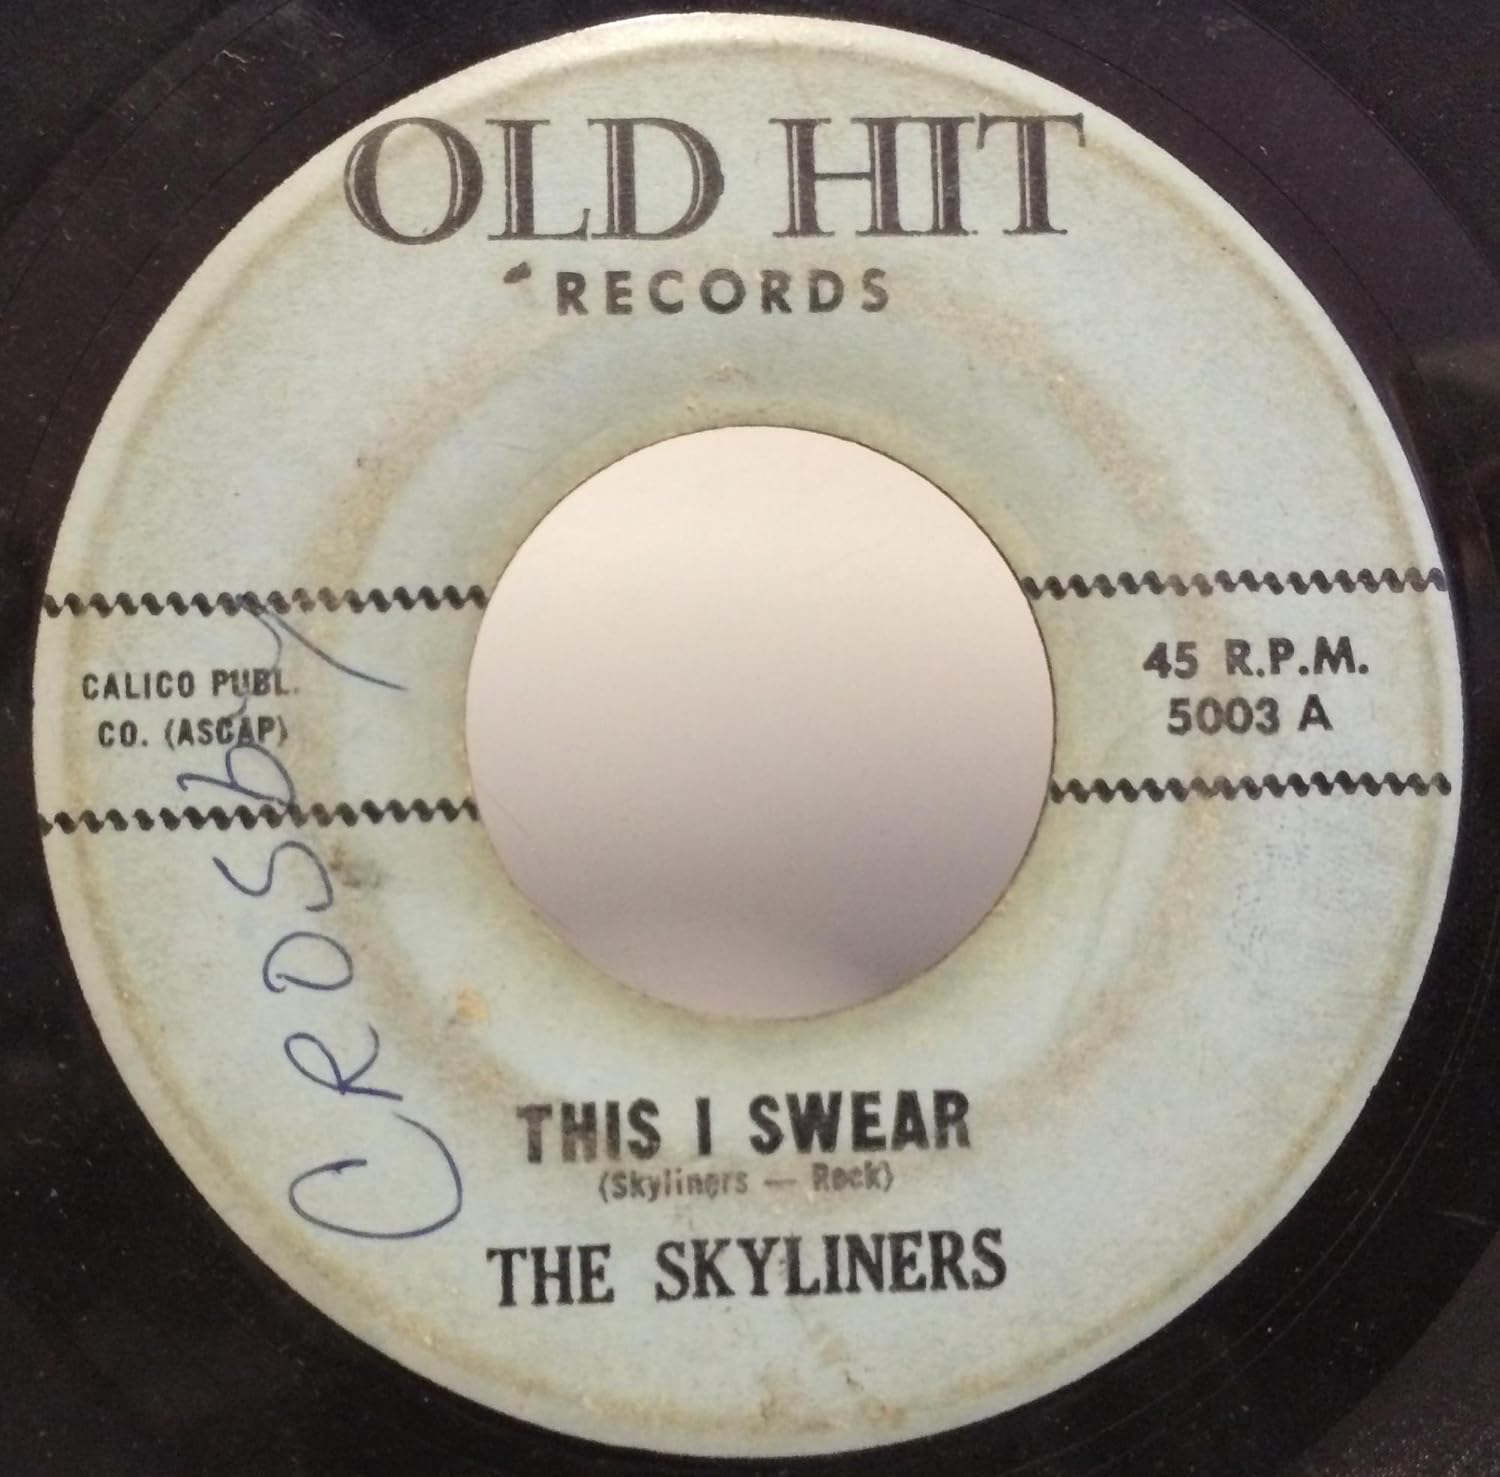 OLD HIT
RECORDS
CALICO PUBL.
CO. (ASCAP)
45 R.P.M.
5003 A
CROSby
THIS I SWEAR
(Skyliners — Rock)
THE SKYLINERS